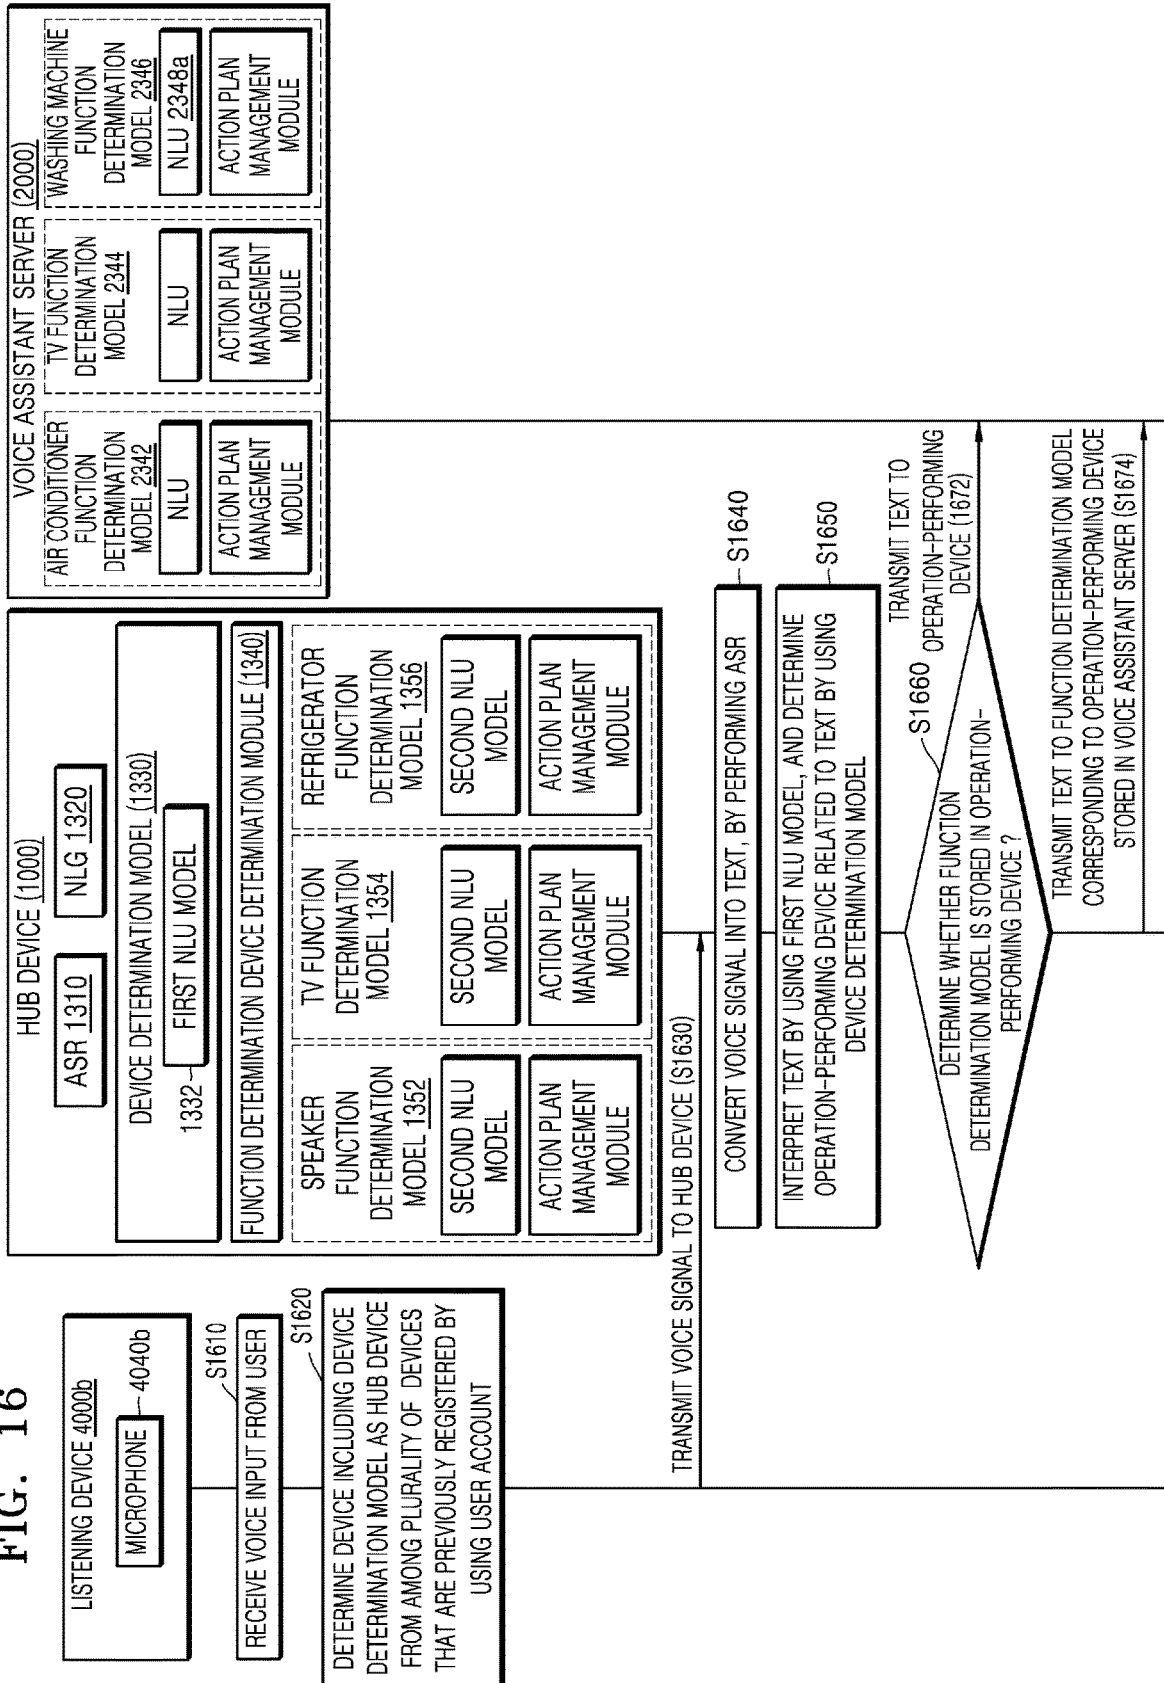 FIG. 16
LISTENING DEVICE 4000b
MICROPHONE
4040b
S1610
RECEIVE VOICE INPUT FROM USER
S1620
DETERMINE DEVICE INCLUDING DEVICE
DETERMINATION MODEL AS HUB DEVICE
FROM AMONG PLURALITY OF DEVICES
THAT ARE PREVIOUSLY REGISTERED BY
USING USER ACCOUNT
HUB DEVICE (1000)
ASR 1310
NLG 1320
DEVICE DETERMINATION MODEL (1330)
1332
FIRST NLU MODEL
FUNCTION DETERMINATION DEVICE DETERMINATION MODULE (1340)
SPEAKER
FUNCTION
DETERMINATION
MODEL 1352
SECOND NLU
MODEL
ACTION PLAN
MANAGEMENT
MODULE
TV FUNCTION
DETERMINATION
MODEL 1354
SECOND NLU
MODEL
ACTION PLAN
MANAGEMENT
MODULE
REFRIGERATOR
FUNCTION
DETERMINATION
MODEL 1356
SECOND NLU
MODEL
ACTION PLAN
MANAGEMENT
MODULE
VOICE ASSISTANT SERVER (2000)
AIR CONDITIONER
FUNCTION
DETERMINATION
MODEL 2342
NLU
ACTION PLAN
MANAGEMENT
MODULE
TV FUNCTION
DETERMINATION
MODEL 2344
NLU
ACTION PLAN
MANAGEMENT
MODULE
WASHING MACHINE
FUNCTION
DETERMINATION
MODEL 2346
NLU 2348a
ACTION PLAN
MANAGEMENT
MODULE
TRANSMIT VOICE SIGNAL TO HUB DEVICE (S1630)
CONVERT VOICE SIGNAL INTO TEXT, BY PERFORMING ASR
S1640
INTERPRET TEXT BY USING FIRST NLU MODEL, AND DETERMINE
OPERATION-PERFORMING DEVICE RELATED TO TEXT BY USING
DEVICE DETERMINATION MODEL
S1650
S1660
DETERMINE WHETHER FUNCTION
DETERMINATION MODEL IS STORED IN OPERATION-
PERFORMING DEVICE ?
TRANSMIT TEXT TO
OPERATION-PERFORMING
DEVICE (1672)
TRANSMIT TEXT TO FUNCTION DETERMINATION MODEL
CORRESPONDING TO OPERATION-PERFORMING DEVICE
STORED IN VOICE ASSISTANT SERVER (S1674)